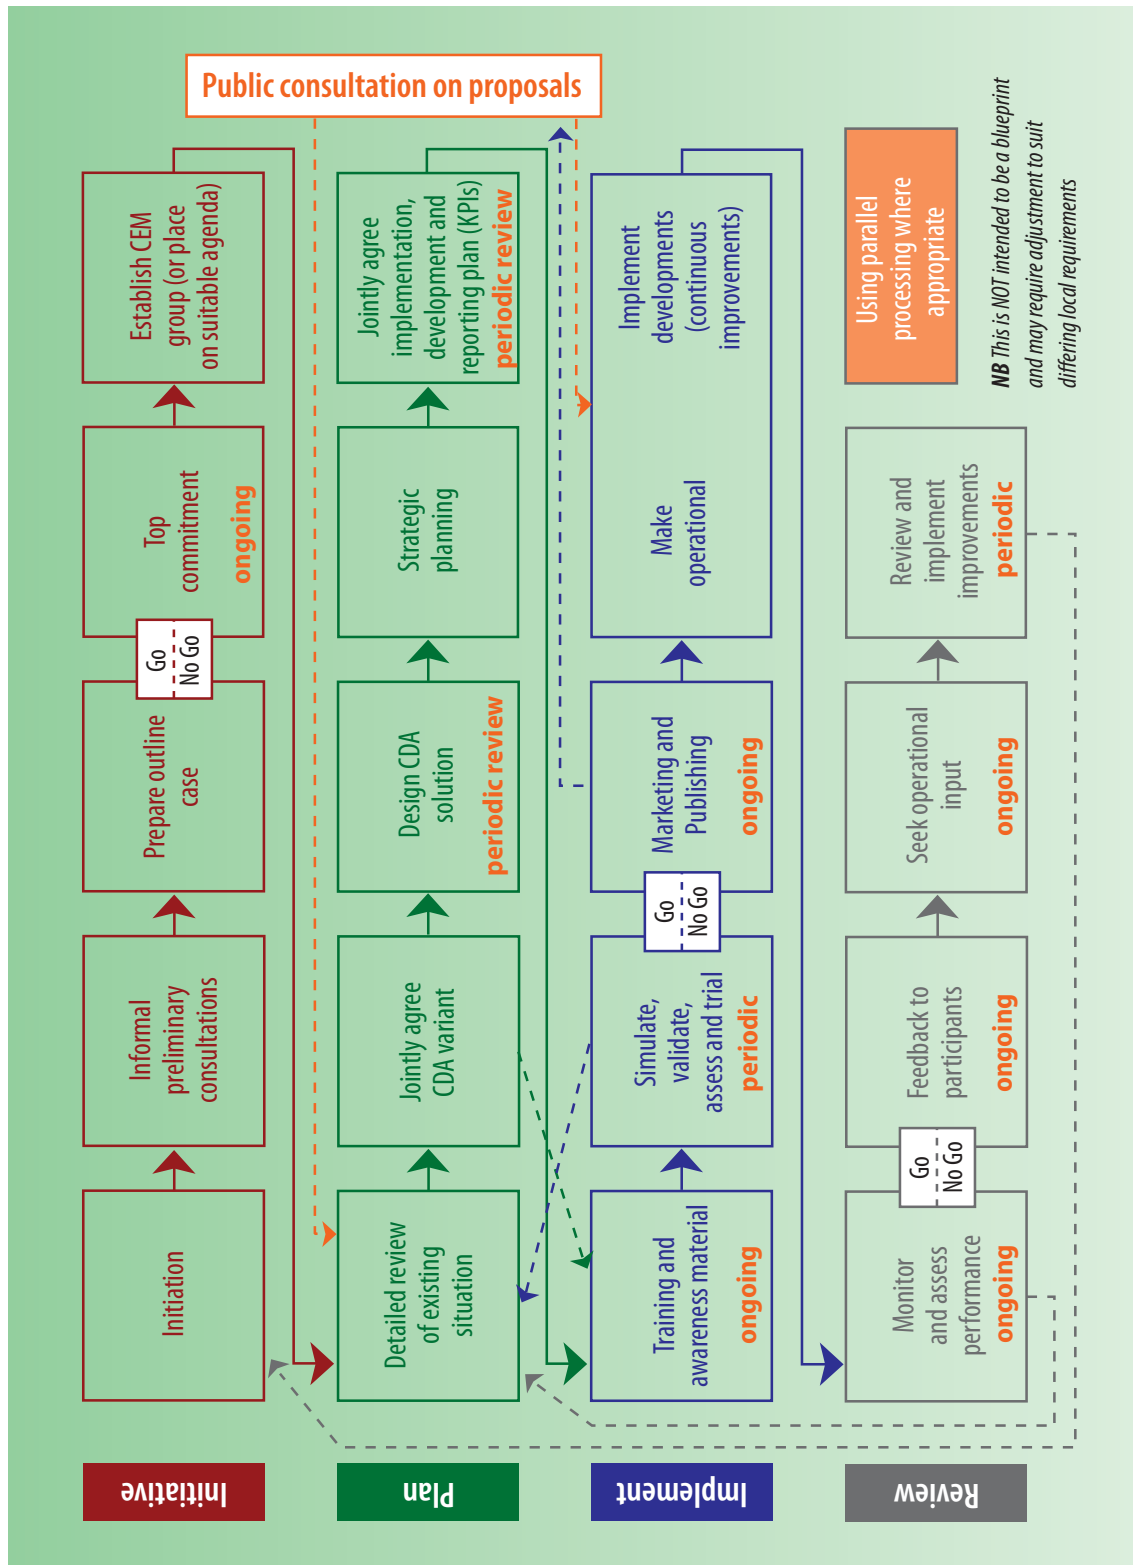 Public consultation on proposals
Initiative
Initiation
Informal
preliminary
consultations
Prepare outline
case
Go
No Go
Top
commitment
ongoing
Establish CEM
group (or place
on suitable agenda)
Plan
Detailed review
of existing
situation
Jointly agree
CDA variant
Design CDA
solution
periodic review
Strategic
planning
Jointly agree
implementation,
development and
reporting plan (KPIs)
periodic review
Implement
Training and
awareness material
ongoing
Simulate,
validate,
assess and trial
periodic
Go
No Go
Marketing and
Publishing
ongoing
Make
operational
Implement
developments
(continuous
improvements)
Review
Monitor
and assess
performance
ongoing
Go
No Go
Feedback to
participants
ongoing
Seek operational
input
ongoing
Review and
implement
improvements
periodic
Using parallel
processing where
appropriate
NB This is NOT intended to be a blueprint
and may require adjustment to suit
differing local requirements